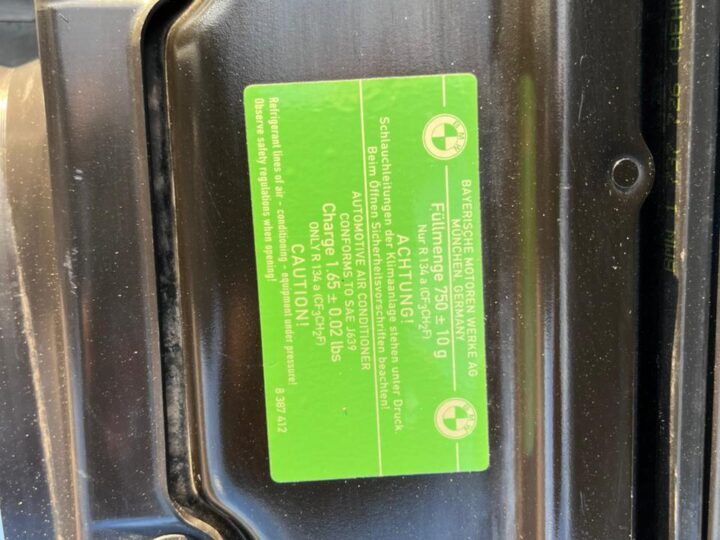 BAYERISCHE MOTOREN WERKE AG
MÜNCHEN GERMANY
Füllmenge 750 ± 10 g
Nur R 134 a (CF3CH2F)
ACHTUNG!
Schlauchleitungen der Klimaanlage stehen unter Druck.
Beim Öffnen Sicherheitsvorschriften beachten!
AUTOMOTIVE AIR CONDITIONER
CONFORMS TO SAE J639
Charge 1.65 ± 0.02 lbs
ONLY R 134 a (CF3CH2F)
CAUTION!
Refrigerant lines of air - conditioning - equipment under pressure!
Observe safety regulations when opening!
8 387 412